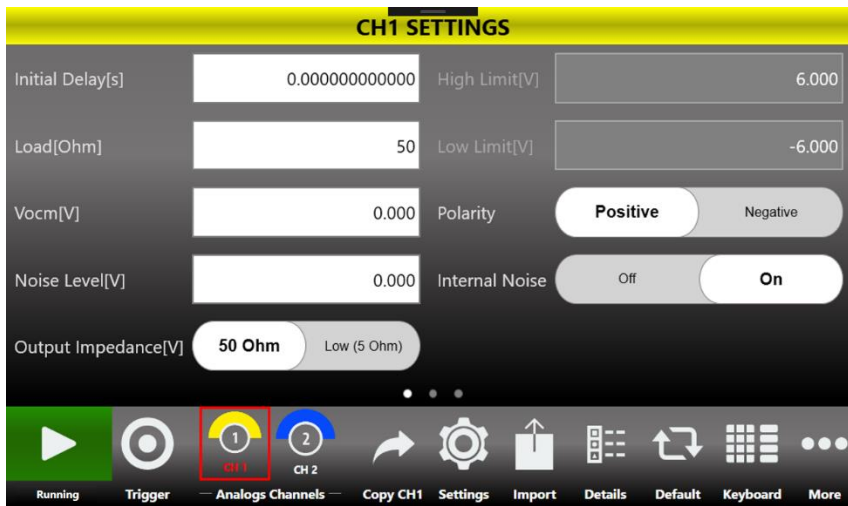 CH1 SETTINGS
Initial Delay[s] 0.000000000000 High Limit[V] 6.000
Load[Ohm] 50 Low Limit[V] -6.000
Vocm[V] 0.000 Polarity Positive Negative
Noise Level[V] 0.000 Internal Noise Off On
Output Impedance[V] 50 Ohm Low (5 Ohm)
1 2
CH 1 CH 2
Running Trigger Analogs Channels Copy CH1 Settings Import Details Default Keyboard More